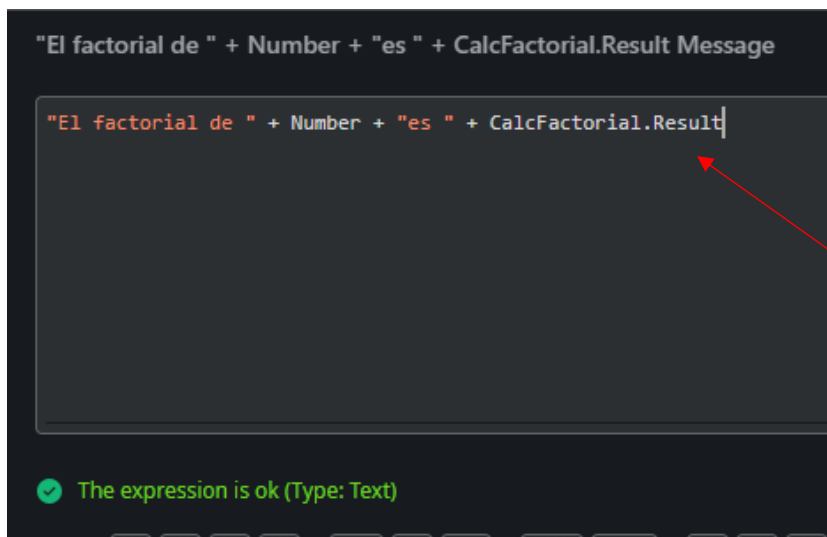 "El factorial de " + Number + "es " + CalcFactorial.Result Message
"El factorial de " + Number + "es " + CalcFactorial.Result
The expression is ok (Type: Text)